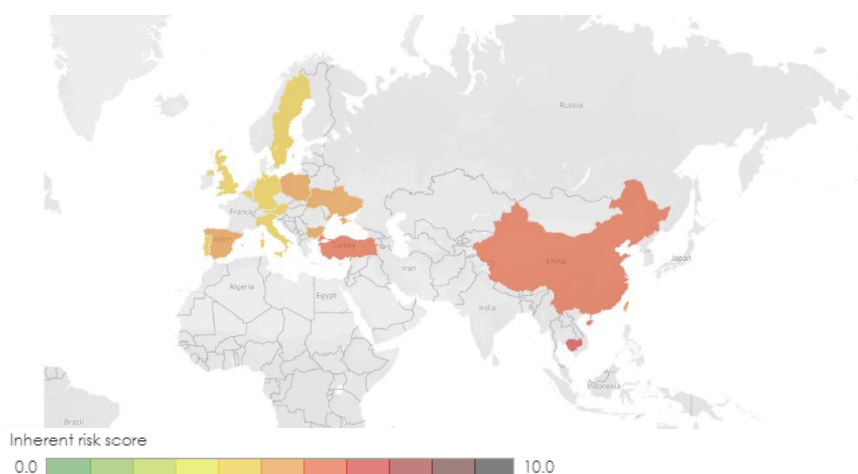 Russia
France
Spain
Turkey
China
Japan
Iran
Algeria
Egypt
India
Indonesia
Brazil
Inherent risk score
0.0 10.0